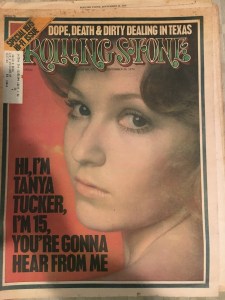 DOPE, DEATH & DIRTY DEALING IN TEXAS
ROLLING STONE
HI, I'M
TANYA
TUCKER,
I'M 15,
YOU'RE GONNA
HEAR FROM ME